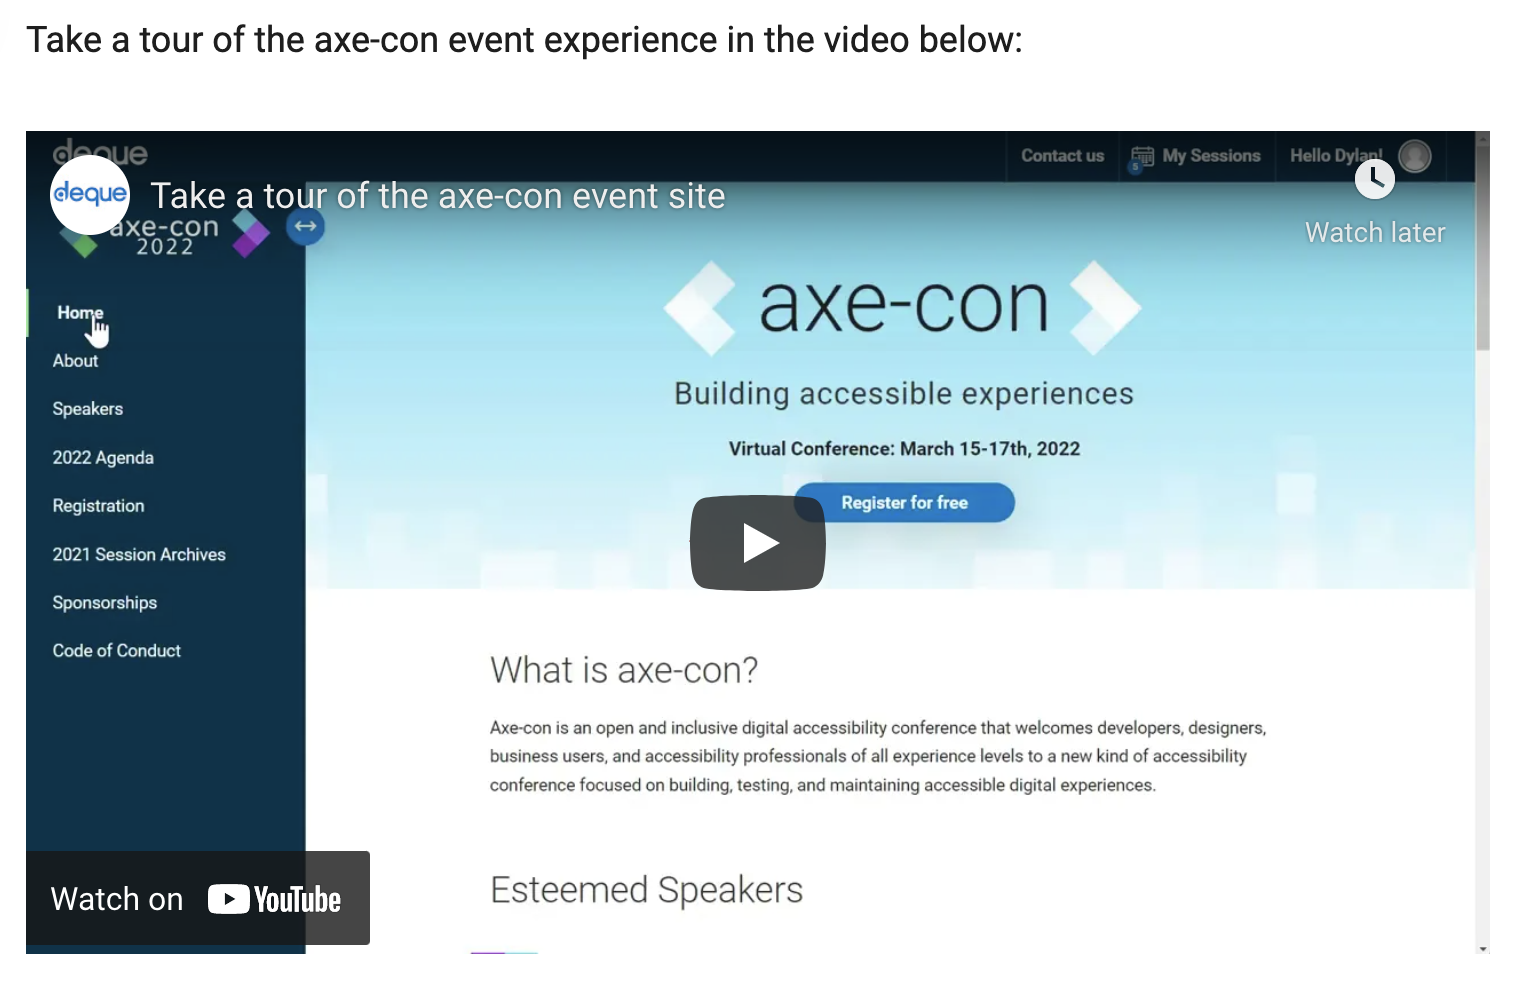 Take a tour of the axe-con event experience in the video below:
deque
Contact us
5
My Sessions
Hello Dylan!
deque
Take a tour of the axe-con event site
Watch later
axe-con
2022
Home
About
Speakers
2022 Agenda
Registration
2021 Session Archives
Sponsorships
Code of Conduct
axe-con
Building accessible experiences
Virtual Conference: March 15-17th, 2022
Register for free
What is axe-con?
Axe-con is an open and inclusive digital accessibility conference that welcomes developers, designers,
business users, and accessibility professionals of all experience levels to a new kind of accessibility
conference focused on building, testing, and maintaining accessible digital experiences.
Esteemed Speakers
Watch on YouTube